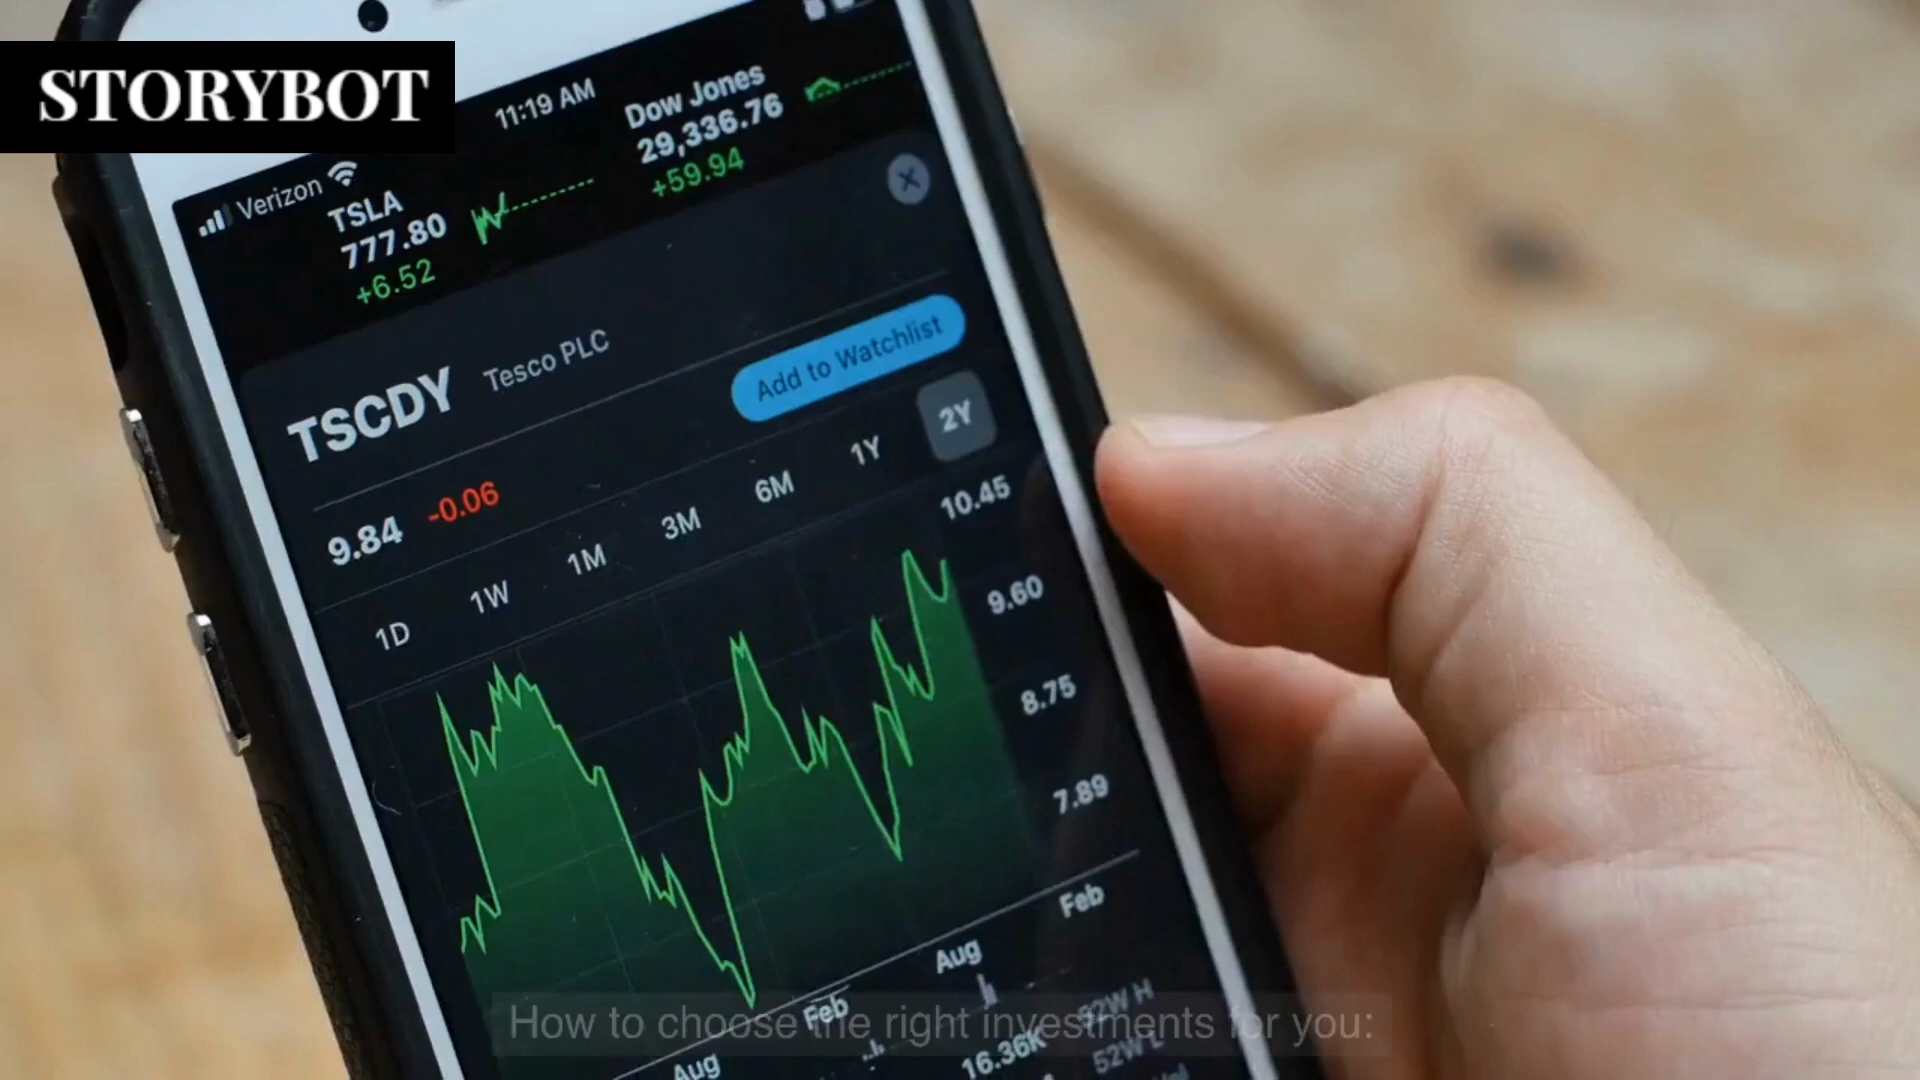 STORYBOT
11:19 AM
Verizon
TSLA
777.80
+6.52
Dow Jones
29,336.76
+59.94
TSCDY Tesco PLC
Add to Watchlist
9.84 -0.06
1D 1W 1M 3M 6M 1Y 2Y
10.45
9.60
8.75
7.89
Aug Feb Aug Feb
How to choose the right investments for you:
16.36K
52W H
52W L